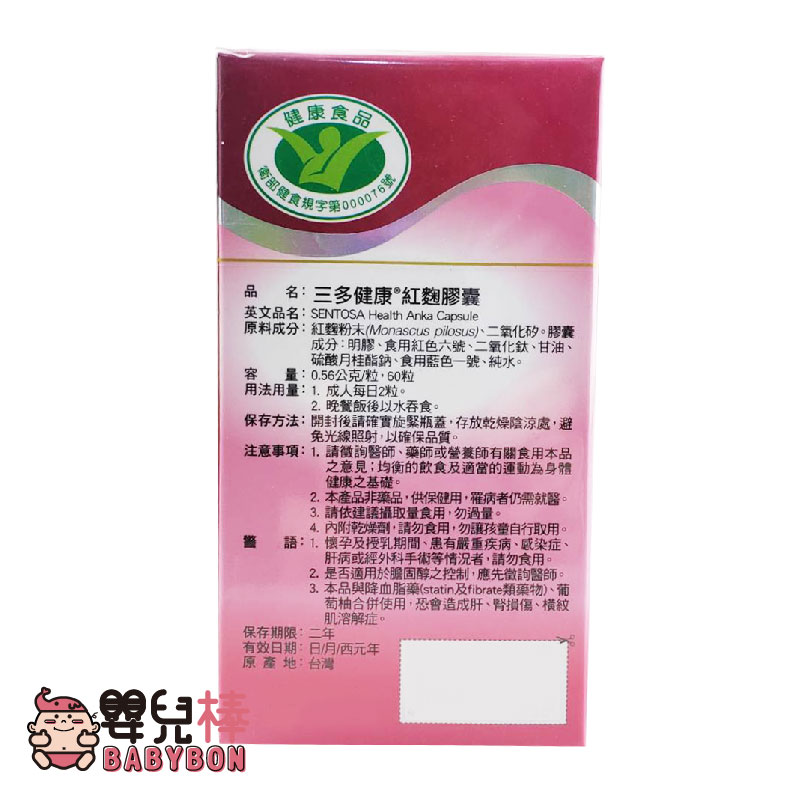 健康食品
衛部健食規字第000076號
品 名：三多健康®紅麴膠囊
英文品名：SENTOSA Health Anka Capsule
原料成分：紅麴粉末(Monascus pilosus)、二氧化矽。膠囊
成分：明膠、食用紅色六號、二氧化鈦、甘油、
硫酸月桂酯鈉、食用藍色一號、純水。
容 量：0.56公克/粒，60粒
用法用量：1. 成人每日2粒。
2. 晚餐飯後以水吞食。
保存方法：開封後請確實旋緊瓶蓋，存放乾燥陰涼處，避
免光線照射，以確保品質。
注意事項：1. 請徵詢醫師、藥師或營養師有關食用本品
之意見；均衡的飲食及適當的運動為身體
健康之基礎。
2. 本產品非藥品，供保健用，罹病者仍需就醫。
3. 請依建議攝取量食用，勿過量。
4. 內附乾燥劑，請勿食用，勿讓孩童自行取用。
警 語：1. 懷孕及授乳期間、患有嚴重疾病、感染症、
肝病或經外科手術等情況者，請勿食用。
2. 是否適用於膽固醇之控制，應先徵詢醫師。
3. 本品與降血脂藥(statin及fibrate類藥物)、葡
萄柚合併使用，恐會造成肝、腎損傷、橫紋
肌溶解症。
保存期限：二年
有效日期：日/月/西元年
原 產 地：台灣
嬰兒棒
BABYBON